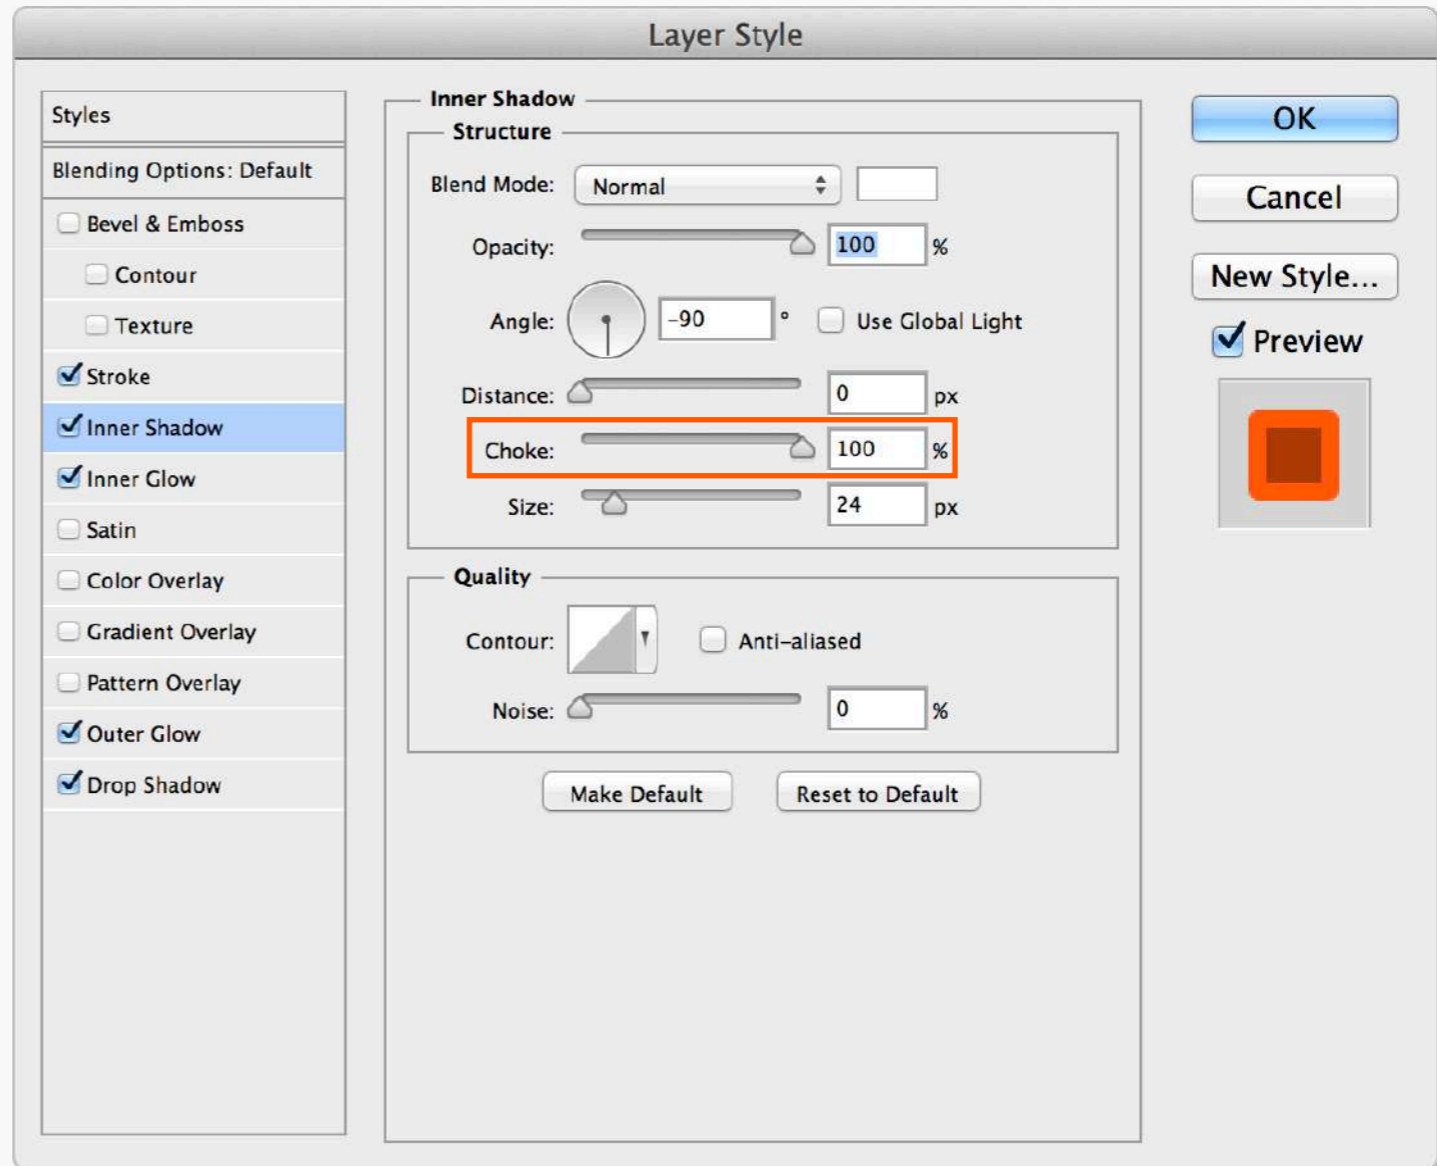 Layer Style
Styles
Blending Options: Default
Bevel & Emboss
Contour
Texture
Stroke
Inner Shadow
Inner Glow
Satin
Color Overlay
Gradient Overlay
Pattern Overlay
Outer Glow
Drop Shadow
Inner Shadow
Structure
Blend Mode: Normal
Opacity: 100 %
Angle: -90 ° Use Global Light
Distance: 0 px
Choke: 100 %
Size: 24 px
Quality
Contour: Anti-aliased
Noise: 0 %
Make Default Reset to Default
OK
Cancel
New Style...
Preview